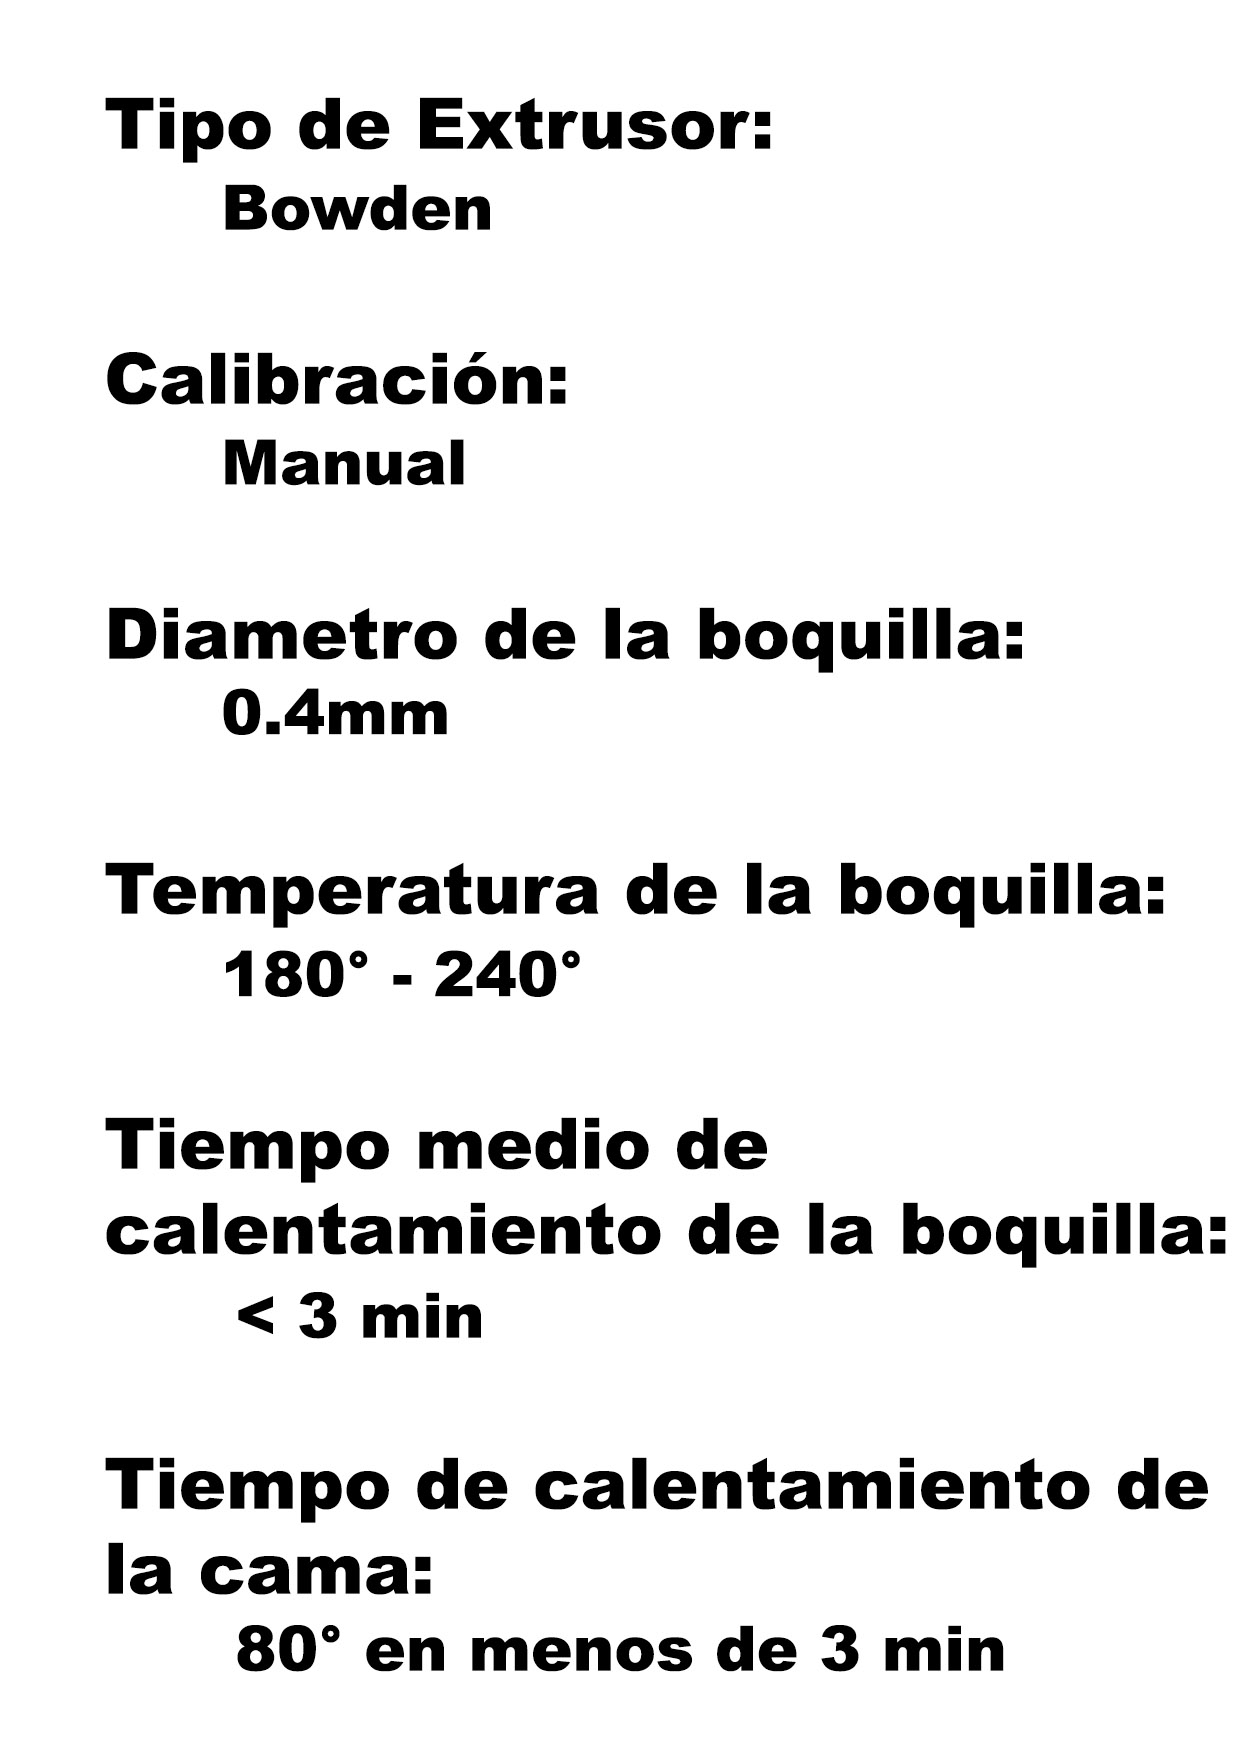 Tipo de Extrusor:
Bowden
Calibración:
Manual
Diametro de la boquilla:
0.4mm
Temperatura de la boquilla:
180° - 240°
Tiempo medio de
calentamiento de la boquilla:
< 3 min
Tiempo de calentamiento de
la cama:
80° en menos de 3 min